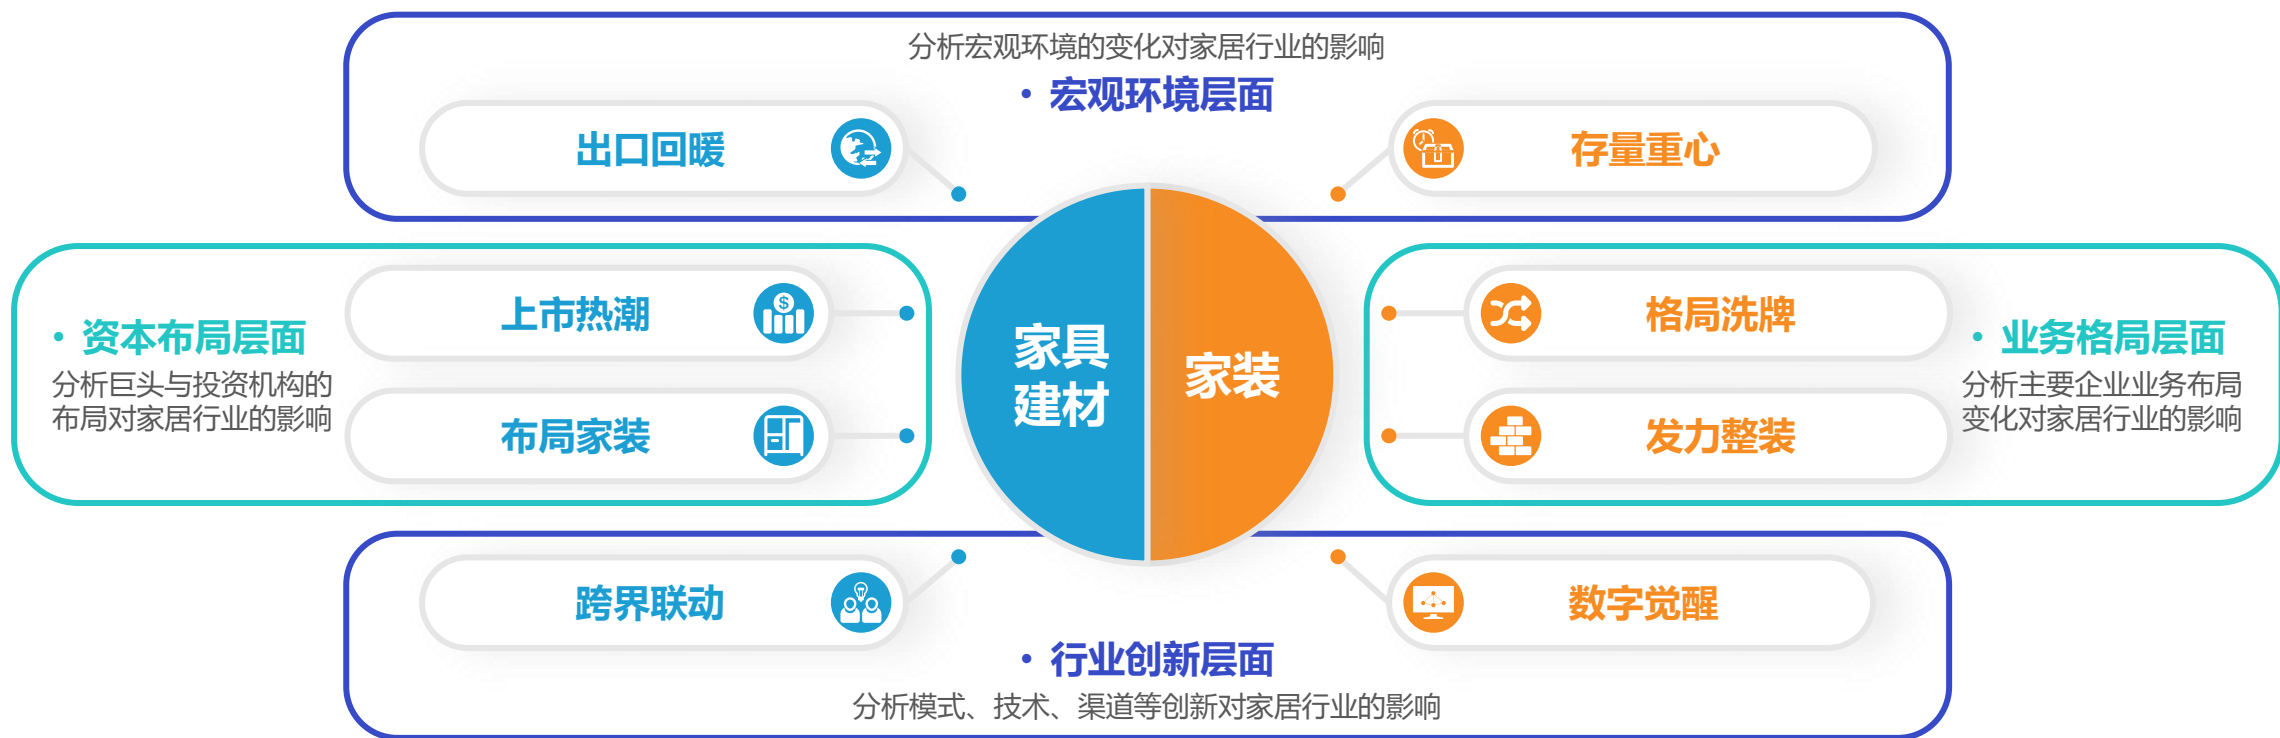 分析宏观环境的变化对家居行业的影响
• 宏观环境层面
出口回暖
存量重心
• 资本布局层面
分析巨头与投资机构的
布局对家居行业的影响
上市热潮
布局家装
家具
建材
家装
格局洗牌
发力整装
• 业务格局层面
分析主要企业业务布局
变化对家居行业的影响
跨界联动
数字觉醒
• 行业创新层面
分析模式、技术、渠道等创新对家居行业的影响